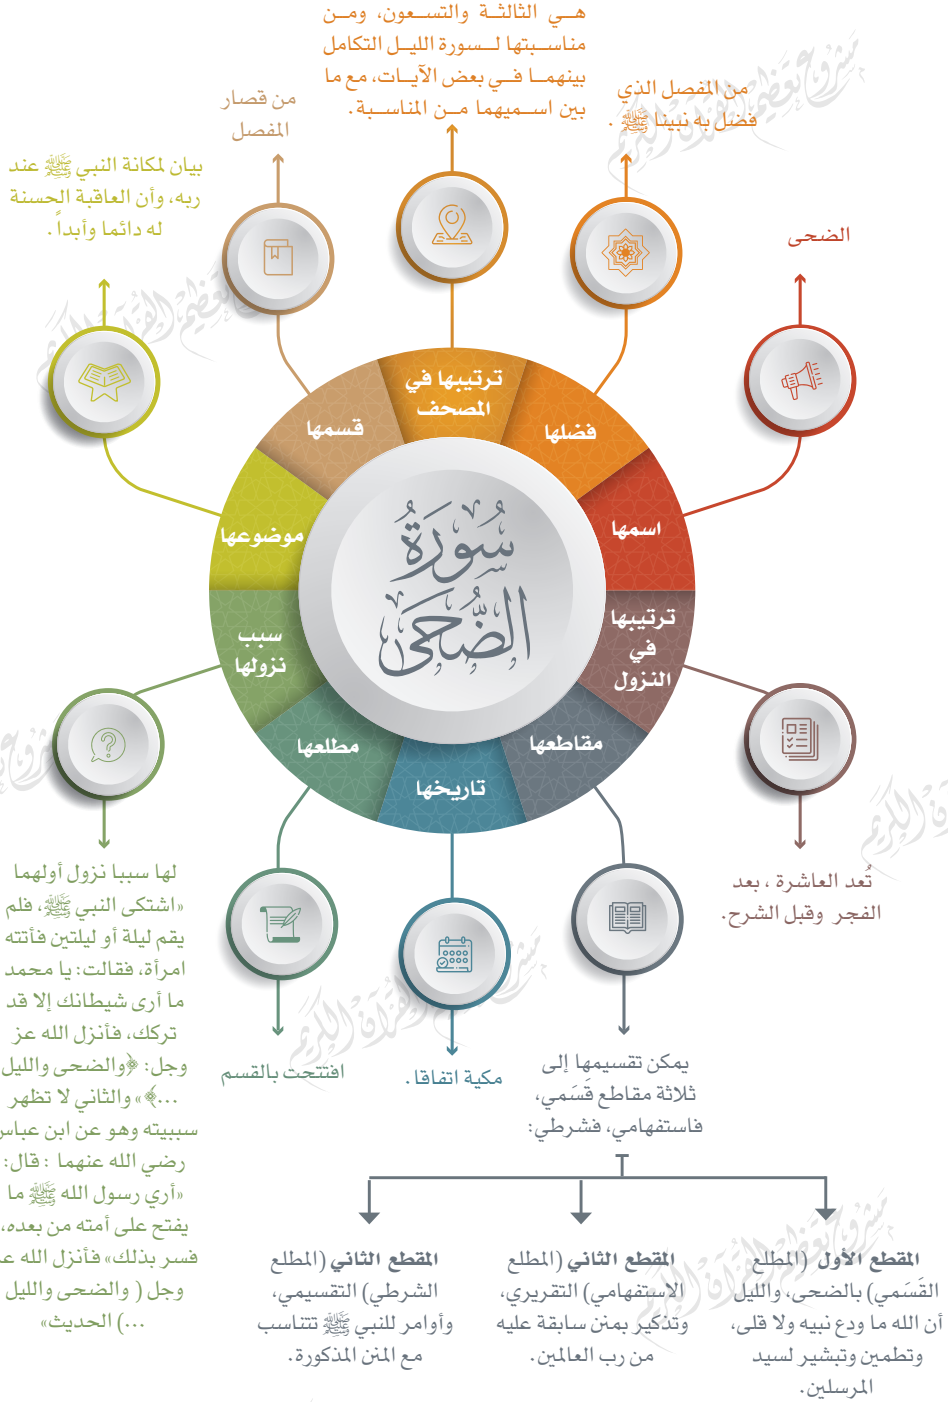 هي الثالثة والتسعون، ومن
مناسبتها لسورة الليل التكامل
بينهما في بعض الآيات، مع ما
بين اسميهما من المناسبة.
من المفصل الذي
فضل به نبينا ﷺ.
من قصار
المفصل
بيان لمكانة النبي ﷺ عند
ربه، وأن العاقبة الحسنة
له دائما وأبداً.
الضحى
ترتيبها في
المصحف
فضلها
قسمها
اسمها
موضوعها
سُورَةُ
الضُّحَى
ترتيبها
في
النزول
سبب
نزولها
مقاطعها
مطلعها
تاريخها
تُعد العاشرة ، بعد
الفجر وقبل الشرح.
لها سببا نزول أولهما
«اشتكى النبي ﷺ، فلم
يقم ليلة أو ليلتين فأتته
امرأة، فقالت: يا محمد
ما أرى شيطانك إلا قد
تركك، فأنزل الله عز
وجل: ﴿والضحى والليل
...﴾» والثاني لا تظهر
سببيته وهو عن ابن عباس
رضي الله عنهما : قال:
«أري رسول الله ﷺ ما
يفتح على أمته من بعده،
فسر بذلك» فأنزل الله عز
وجل ( والضحى والليل
...) الحديث»
افتتحت بالقسم
مكية اتفاقا.
يمكن تقسيمها إلى
ثلاثة مقاطع قَسَمي،
فاستفهامي، فشرطي:
المقطع الأول (المطلع
القَسَمي) بالضحى، والليل
أن الله ما ودع نبيه ولا قلى،
وتطمين وتبشير لسيد
المرسلين.
المقطع الثاني (المطلع
الاستفهامي) التقريري،
وتذكير بمنن سابقة عليه
من رب العالمين.
المقطع الثاني (المطلع
الشرطي) التقسيمي،
وأوامر للنبي ﷺ تتناسب
مع المنن المذكورة.
مشروع تعظيم القرآن الكريم